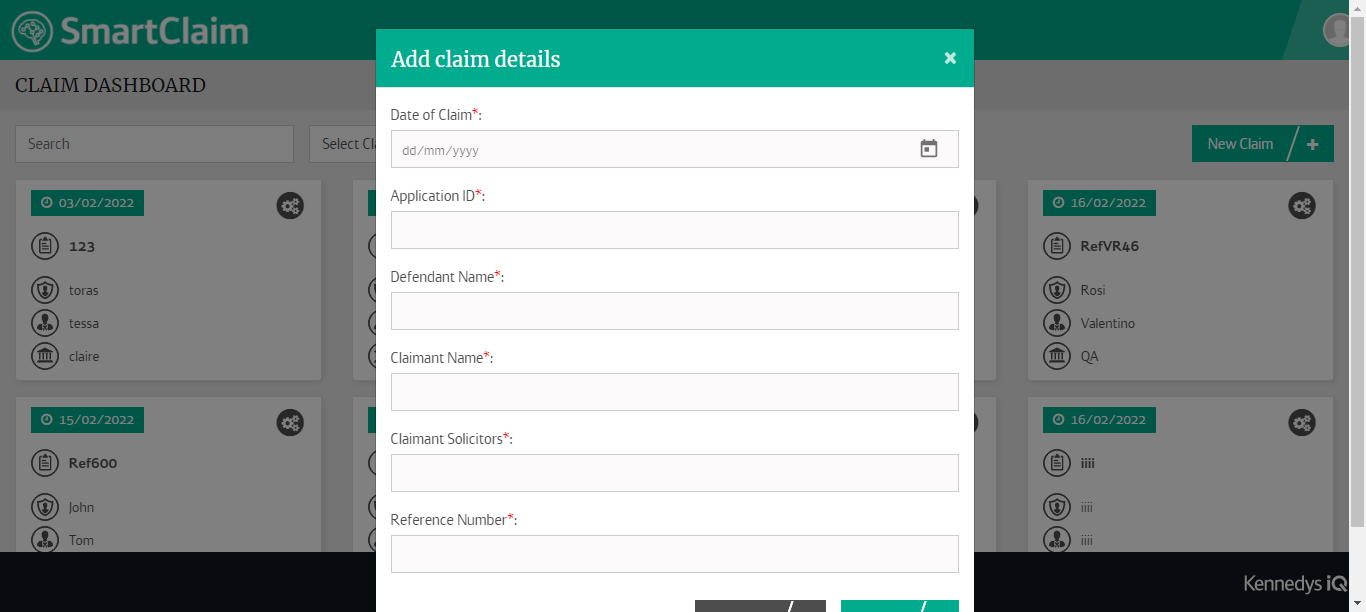 SmartClaim
Add claim details
×
CLAIM DASHBOARD
Date of Claim*:
Search
Select Cl
dd/mm/yyyy
New Claim +
Application ID*:
03/02/2022
16/02/2022
123
RefVR46
Defendant Name*:
toras
Rosi
tessa
Valentino
claire
QA
Claimant Name*:
15/02/2022
16/02/2022
Claimant Solicitors*:
Ref600
iiii
John
iiii
Reference Number*:
Tom
iiii
Kennedys iQ